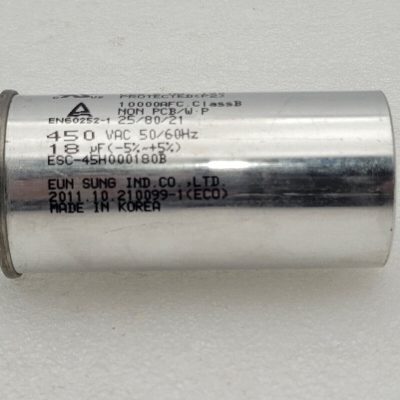 c US
PROTECTED:P2
10000AFC.ClassB
NON PCB/W.P
EN60252-1 25/80/21
450 VAC 50/60Hz
18 μF(-5%~+5%)
ESC-45H000180B
EUN SUNG IND.CO.,LTD.
2011.10.210099-1(ECO)
MADE IN KOREA